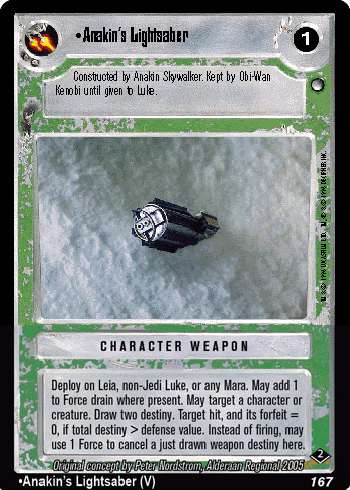 •Anakin's Lightsaber
1
Constructed by Anakin Skywalker. Kept by Obi-Wan
Kenobi until given to Luke.
CHARACTER WEAPON
Deploy on Leia, non-Jedi Luke, or any Mara. May add 1
to Force drain where present. May target a character or
creature. Draw two destiny. Target hit, and its forfeit =
0, if total destiny > defense value. Instead of firing, may
use 1 Force to cancel a just drawn weapon destiny here.
Original concept by Peter Nordstrom, Alderaan Regional 2005
2
•Anakin's Lightsaber (V)
167